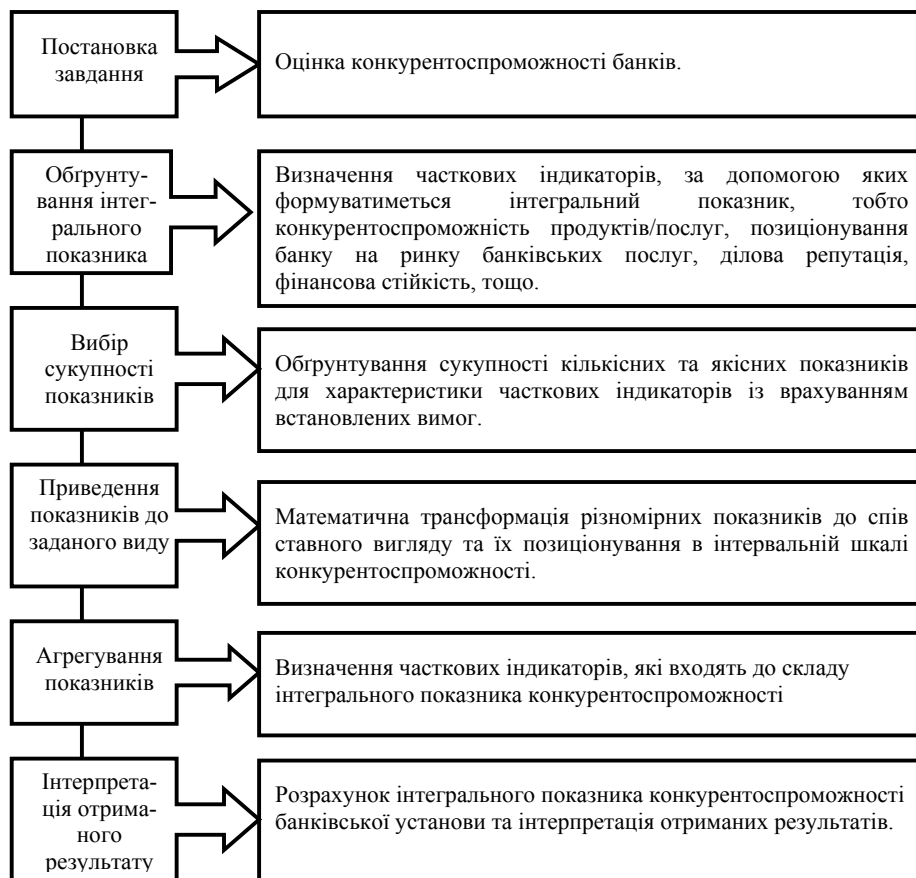 Постановка
завдання
Оцінка конкурентоспроможності банків.
Обґрунту-
вання інтег-
рального
показника
Визначення часткових індикаторів, за допомогою яких
формуватиметься інтегральний показник, тобто
конкурентоспроможність продуктів/послуг, позиціонування
банку на ринку банківських послуг, ділова репутація,
фінансова стійкість, тощо.
Вибір
сукупності
показників
Обґрунтування сукупності кількісних та якісних показників
для характеристики часткових індикаторів із врахуванням
встановлених вимог.
Приведення
показників до
заданого виду
Математична трансформація різномірних показників до спів
ставного вигляду та їх позиціонування в інтервальній шкалі
конкурентоспроможності.
Агрегування
показників
Визначення часткових індикаторів, які входять до складу
інтегрального показника конкурентоспроможності
Інтерпрета-
ція отрима-
ного
результату
Розрахунок інтегрального показника конкурентоспроможності
банківської установи та інтерпретація отриманих результатів.